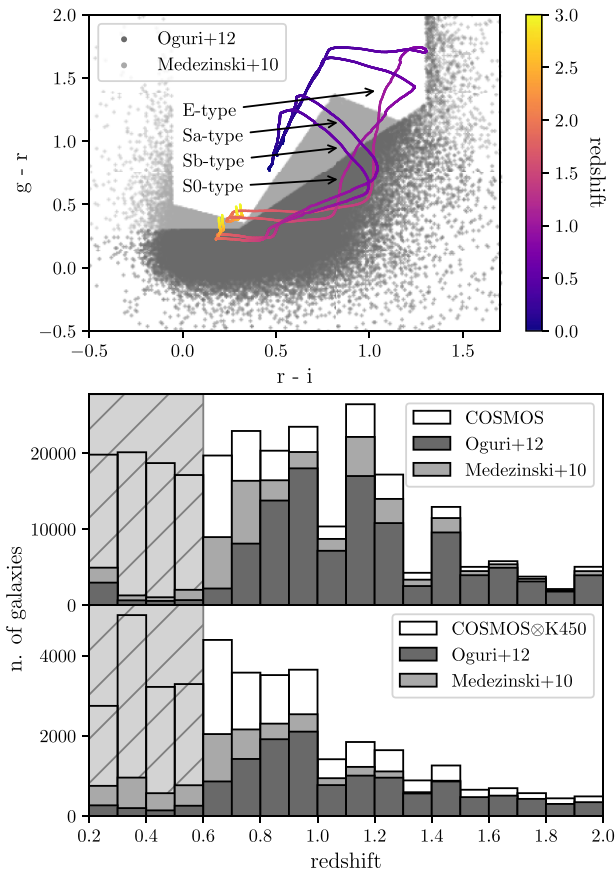 Oguri+12
Medezinski+10
E-type
Sa-type
Sb-type
S0-type
g - r
2.0
1.5
1.0
0.5
0.0
−0.5
−0.5 0.0 0.5 1.0 1.5
r - i
3.0
2.5
2.0
1.5
1.0
0.5
0.0
redshift
COSMOS
Oguri+12
Medezinski+10
20000
10000
0
n. of galaxies
COSMOS⊗K450
Oguri+12
Medezinski+10
4000
2000
0
0.2 0.4 0.6 0.8 1.0 1.2 1.4 1.6 1.8 2.0
redshift